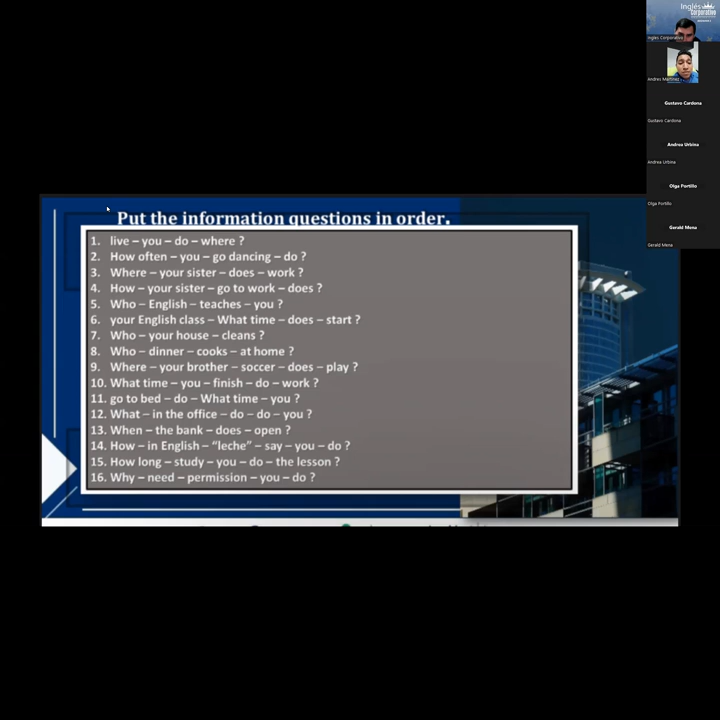 Inglés
Corporativo
Ingles Corporativo
Andres Martinez
Gustavo Cardona
Gustavo Cardona
Andrea Urbina
Andrea Urbina
Olga Portillo
Olga Portillo
Gerald Mena
Gerald Mena
Put the information questions in order.
1. live – you – do – where ?
2. How often – you – go dancing – do ?
3. Where – your sister – does – work ?
4. How – your sister – go to work – does ?
5. Who – English – teaches – you ?
6. your English class – What time – does – start ?
7. Who – your house – cleans ?
8. Who – dinner – cooks – at home ?
9. Where – your brother – soccer – does – play ?
10. What time – you – finish – do – work ?
11. go to bed – do – What time – you ?
12. What – in the office – do – do – you ?
13. When – the bank – does – open ?
14. How – in English – “leche” – say – you – do ?
15. How long – study – you – do – the lesson ?
16. Why – need – permission – you – do ?